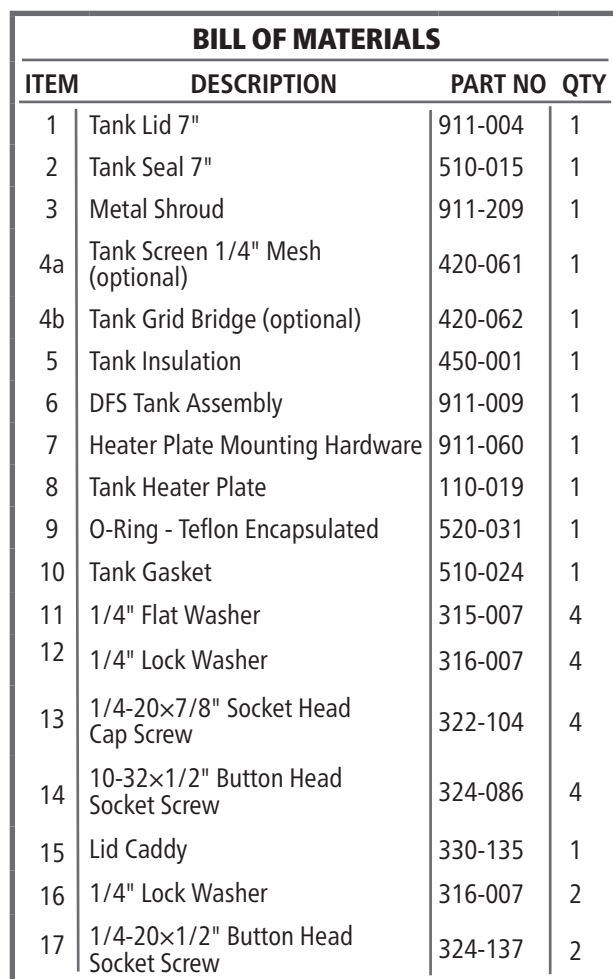 BILL OF MATERIALS
ITEM DESCRIPTION PART NO QTY
1 Tank Lid 7" 911-004 1
2 Tank Seal 7" 510-015 1
3 Metal Shroud 911-209 1
4a Tank Screen 1/4" Mesh
(optional) 420-061 1
4b Tank Grid Bridge (optional) 420-062 1
5 Tank Insulation 450-001 1
6 DFS Tank Assembly 911-009 1
7 Heater Plate Mounting Hardware 911-060 1
8 Tank Heater Plate 110-019 1
9 O-Ring - Teflon Encapsulated 520-031 1
10 Tank Gasket 510-024 1
11 1/4" Flat Washer 315-007 4
12 1/4" Lock Washer 316-007 4
13 1/4-20×7/8" Socket Head
Cap Screw 322-104 4
14 10-32×1/2" Button Head
Socket Screw 324-086 4
15 Lid Caddy 330-135 1
16 1/4" Lock Washer 316-007 2
17 1/4-20×1/2" Button Head
Socket Screw 324-137 2